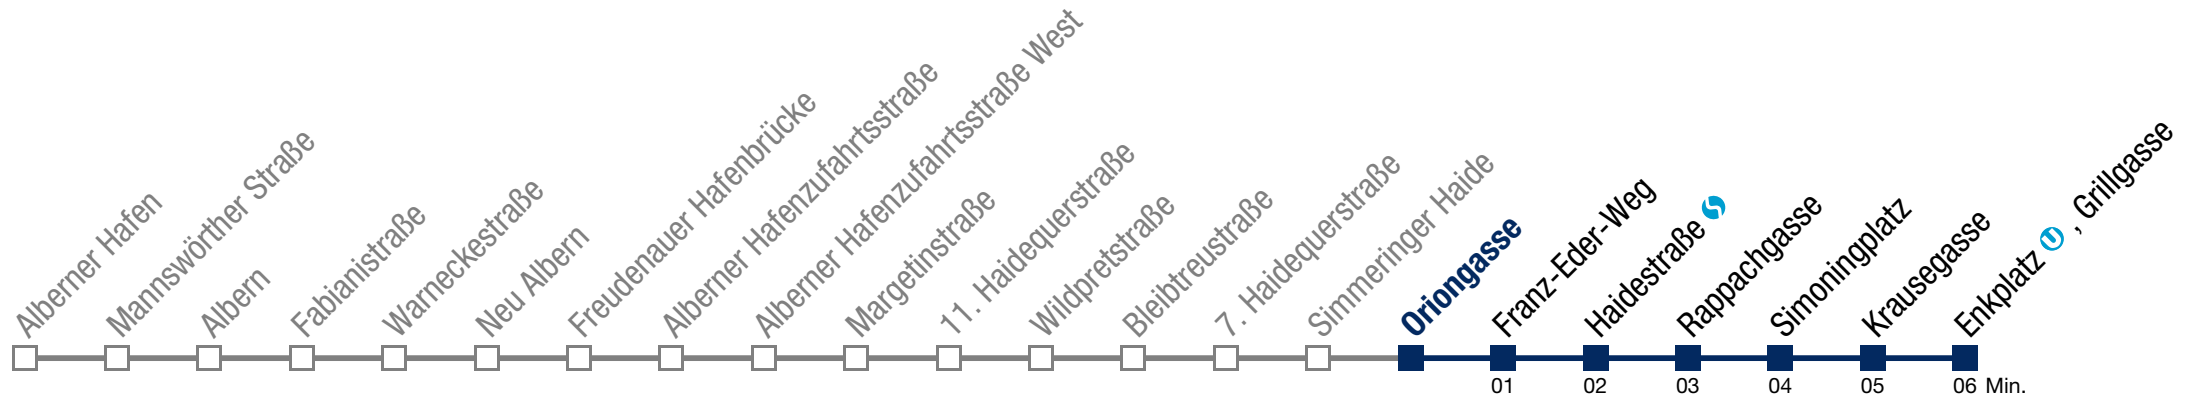 Alberner Hafen
Mannswörther Straße
Albern
Fabianistraße
Warneckestraße
Neu Albern
Freudenauer Hafenbrücke
Alberner Hafenzufahrtsstraße
Alberner Hafenzufahrtsstraße West
Margetinstraße
11. Haidequerstraße
Wildpretstraße
Bleibtreustraße
7. Haidequerstraße
Simmeringer Haide
Oriongasse
Franz-Eder-Weg
Haidestraße S
Rappachgasse
Simoningplatz
Krausegasse
Enkplatz U , Grillgasse
01 02 03 04 05 06 Min.